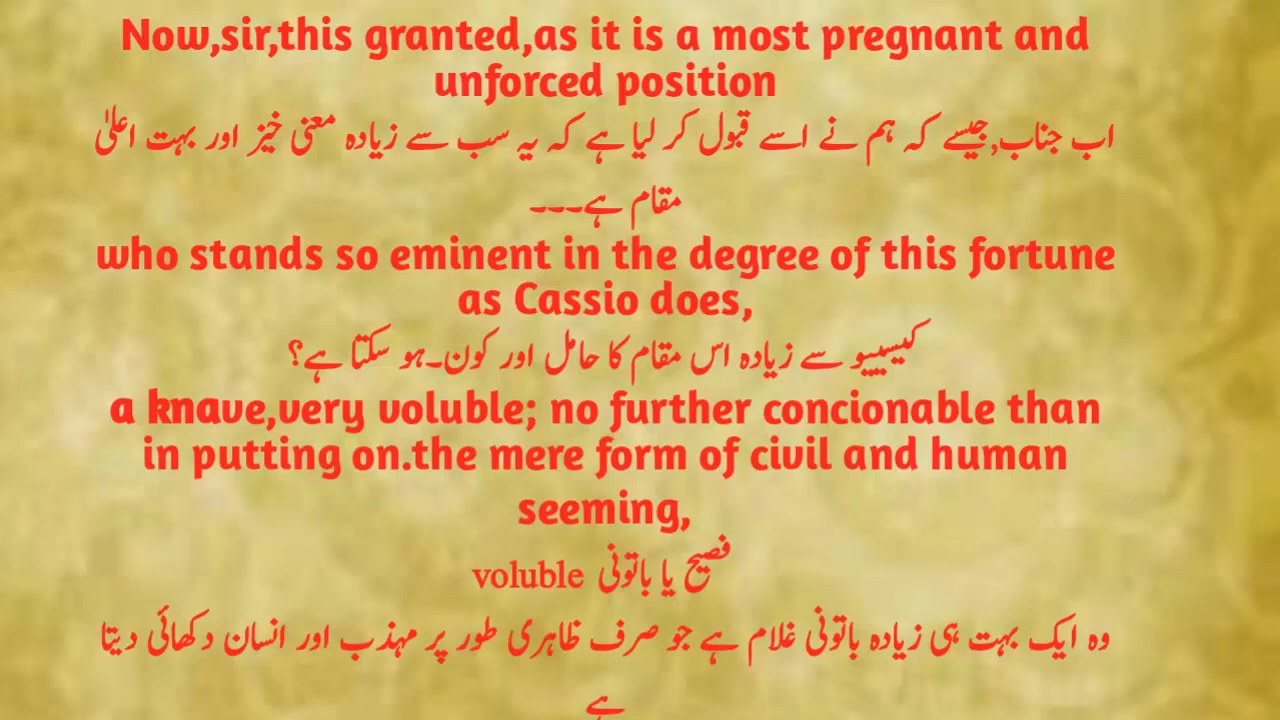 Now,sir,this granted,as it is a most pregnant and
unforced position
اب جناب,جیسے کہ ہم نے اسے قبول کر لیا ہے کہ یہ سب سے زیادہ معنی خیز اور بہت اعلیٰ
مقام ہے۔۔۔
who stands so eminent in the degree of this fortune
as Cassio does,
کیسییو سے زیادہ اس مقام کا حامل اور کون۔ہو سکتا ہے؟
a knave,very voluble; no further concionable than
in putting on.the mere form of civil and human
seeming,
voluble فصیح یا باتونی
وہ ایک بہت ہی زیادہ باتونی غلام ہے جو صرف ظاہری طور پر مہذب اور انسان دکھائی دیتا
ہے